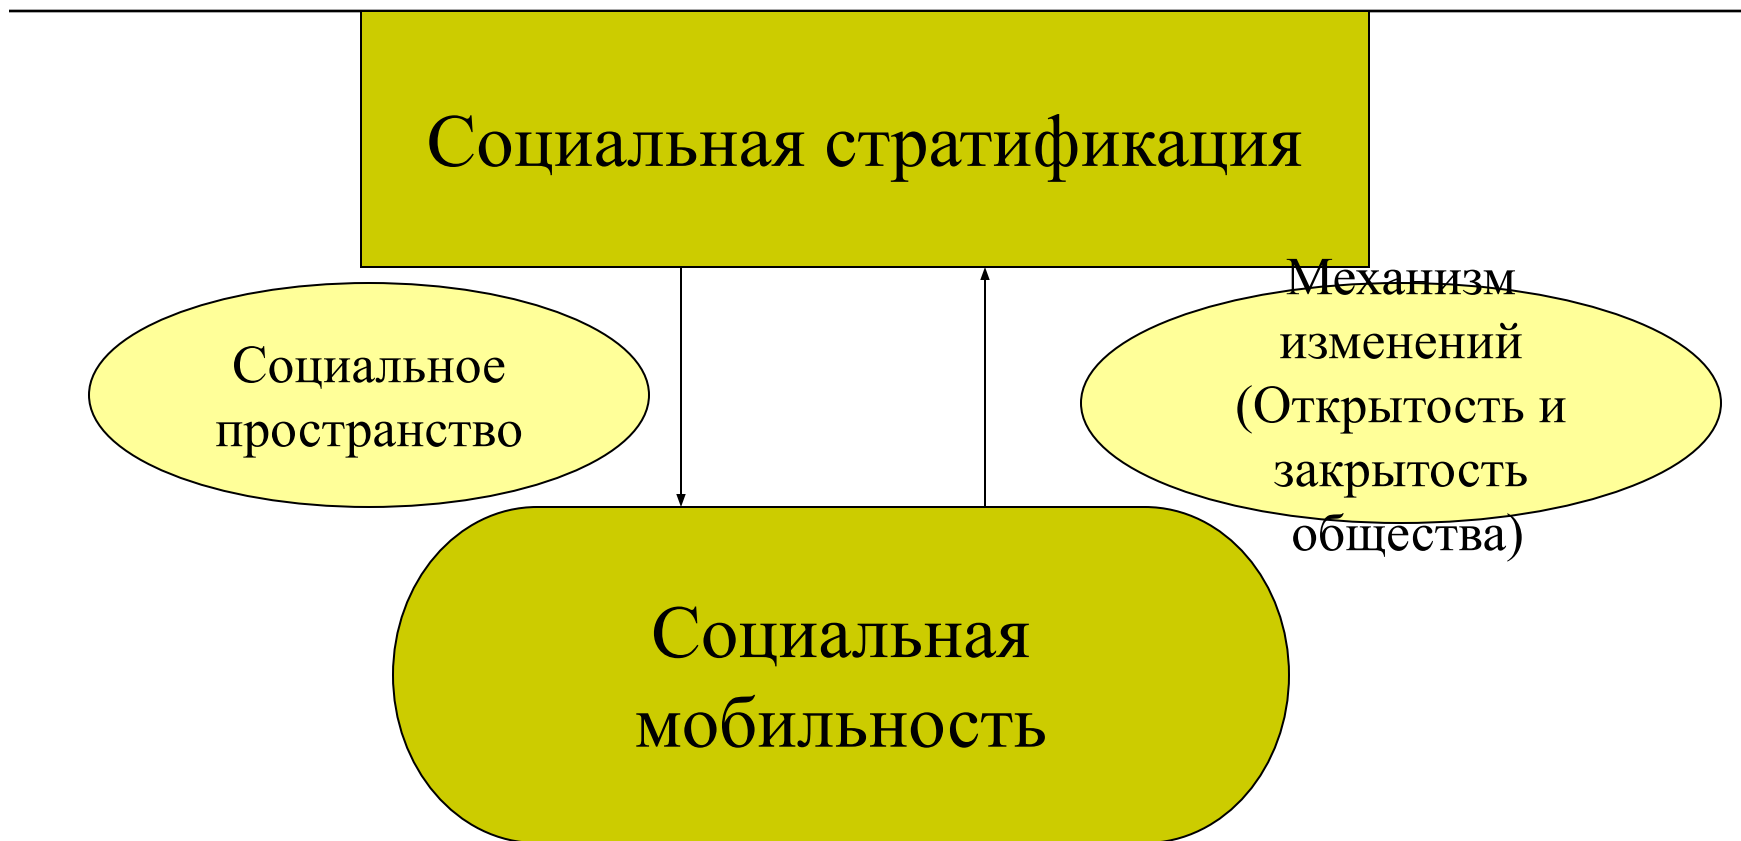 Социальная стратификация
Социальное
пространство
Механизм
изменений
(Открытость и
закрытость
общества)
Социальная
мобильность